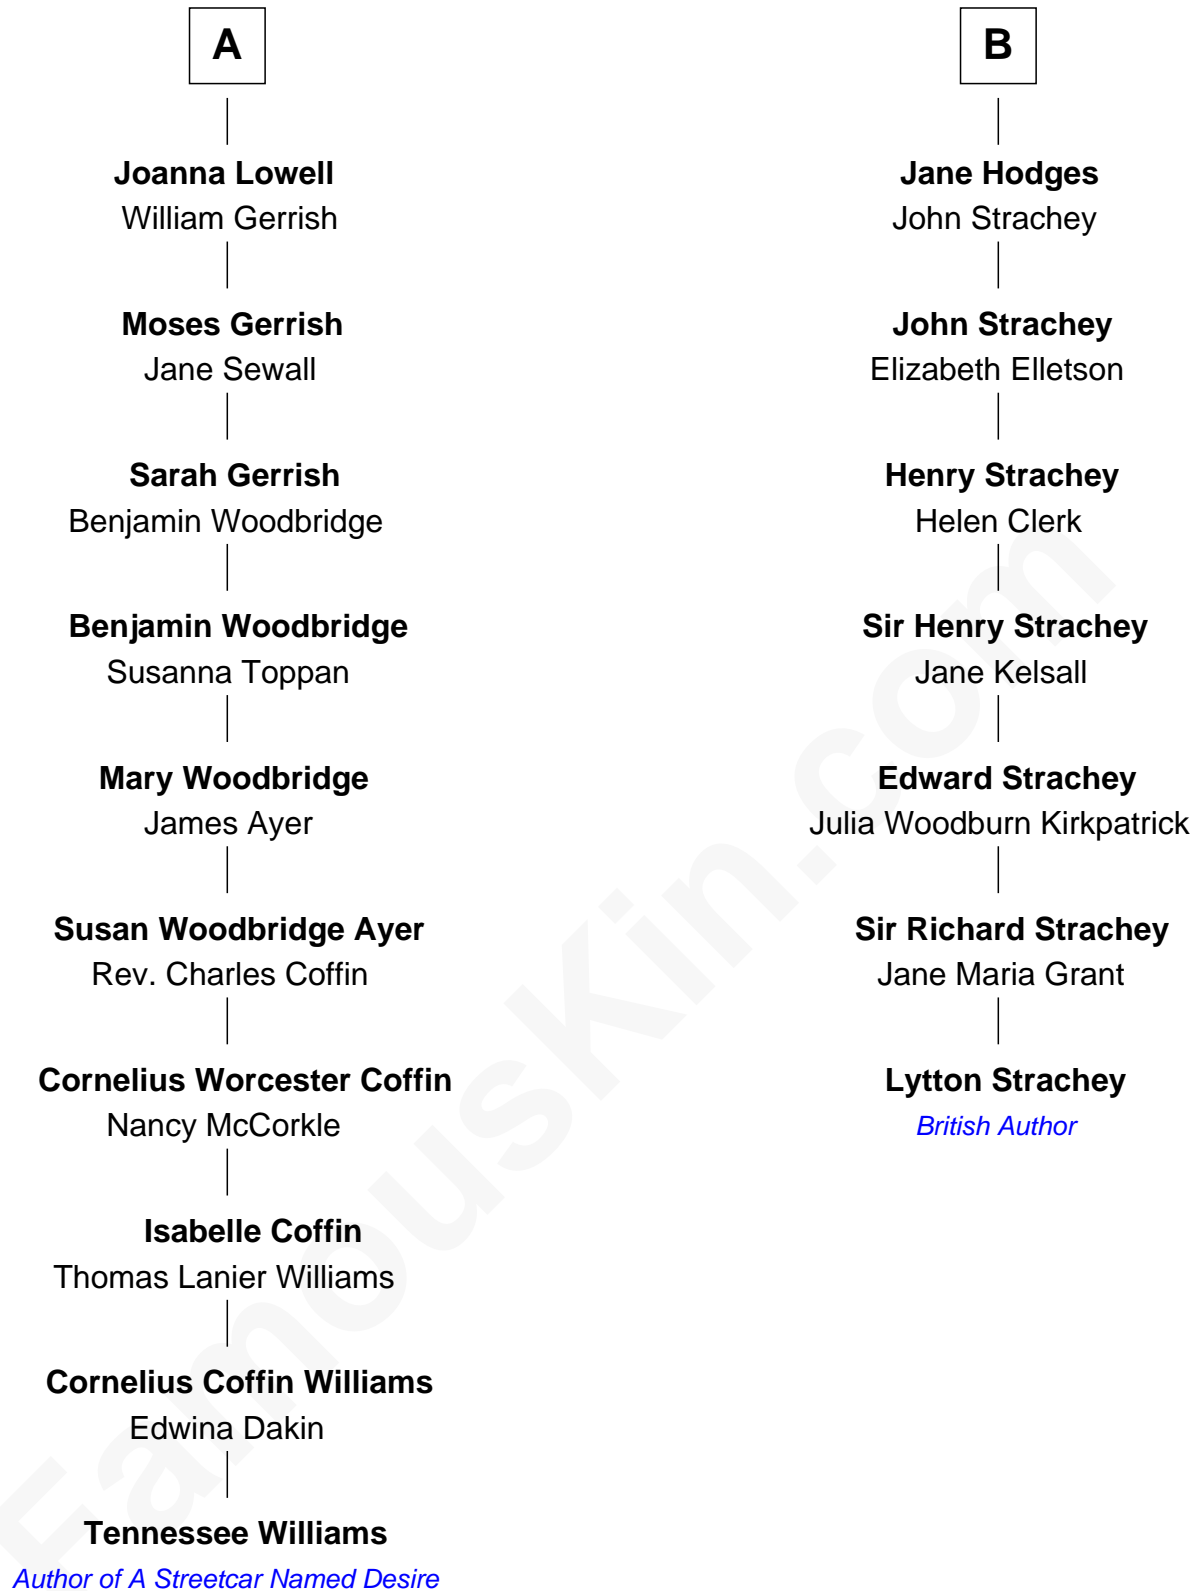 A
Joanna Lowell
William Gerrish
Moses Gerrish
Jane Sewall
Sarah Gerrish
Benjamin Woodbridge
Benjamin Woodbridge
Susanna Toppan
Mary Woodbridge
James Ayer
Susan Woodbridge Ayer
Rev. Charles Coffin
Cornelius Worcester Coffin
Nancy McCorkle
Isabelle Coffin
Thomas Lanier Williams
Cornelius Coffin Williams
Edwina Dakin
Tennessee Williams
Author of A Streetcar Named Desire
B
Jane Hodges
John Strachey
John Strachey
Elizabeth Elletson
Henry Strachey
Helen Clerk
Sir Henry Strachey
Jane Kelsall
Edward Strachey
Julia Woodburn Kirkpatrick
Sir Richard Strachey
Jane Maria Grant
Lytton Strachey
British Author
FamousKin.com